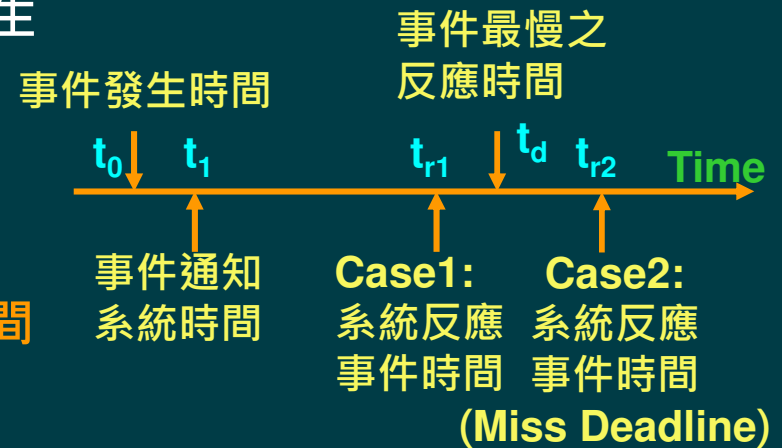 生
事件最慢之
反應時間
事件發生時間
t0 t1 tr1 td tr2 Time
事件通知
系統時間
間
Case1:
系統反應
事件時間
Case2:
系統反應
事件時間
(Miss Deadline)